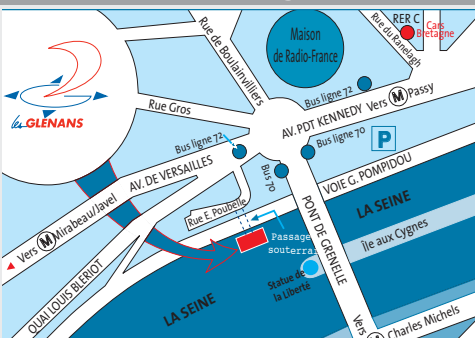 RER C
Cars
Bretagne
Rue du Ranelagh
Rue de Boulainvilliers
Maison
de Radio-France
Bus ligne 72
Vers M Passy
AV. PDT KENNEDY
Rue Gros
les GLÉNANS
Bus ligne 72
Bus ligne 70
P
AV. DE VERSAILLES
Bus 70
VOIE G. POMPIDOU
LA SEINE
Rue E. Poubelle
PONT DE GRENELLE
Île aux Cygnes
Passage
souterrai
Vers M Mirabeau/Javel
QUAI LOUIS BLERIOT
Statue de
la Liberté
LA SEINE
Vers M Charles Michels